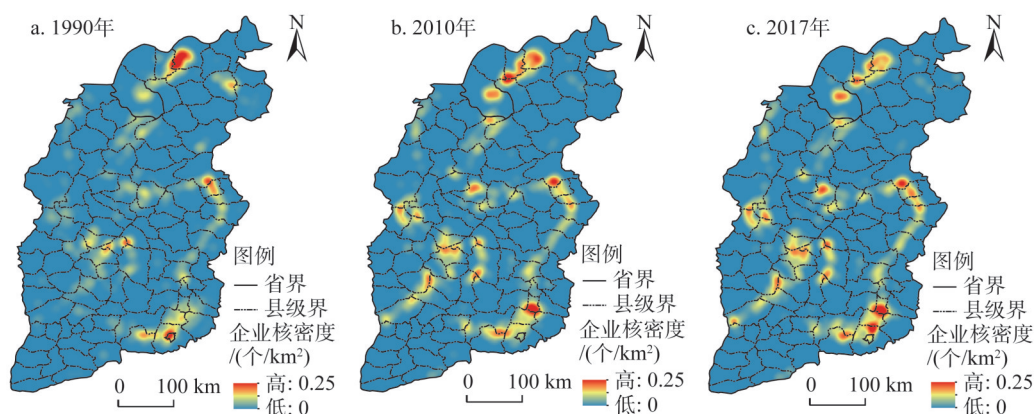 a. 1990年
N
图例
省界
县级界
企业核密度
/(个/km²)
高: 0.25
低: 0
0 100 km
b. 2010年
N
图例
省界
县级界
企业核密度
/(个/km²)
高: 0.25
低: 0
0 100 km
c. 2017年
N
图例
省界
县级界
企业核密度
/(个/km²)
高: 0.25
低: 0
0 100 km